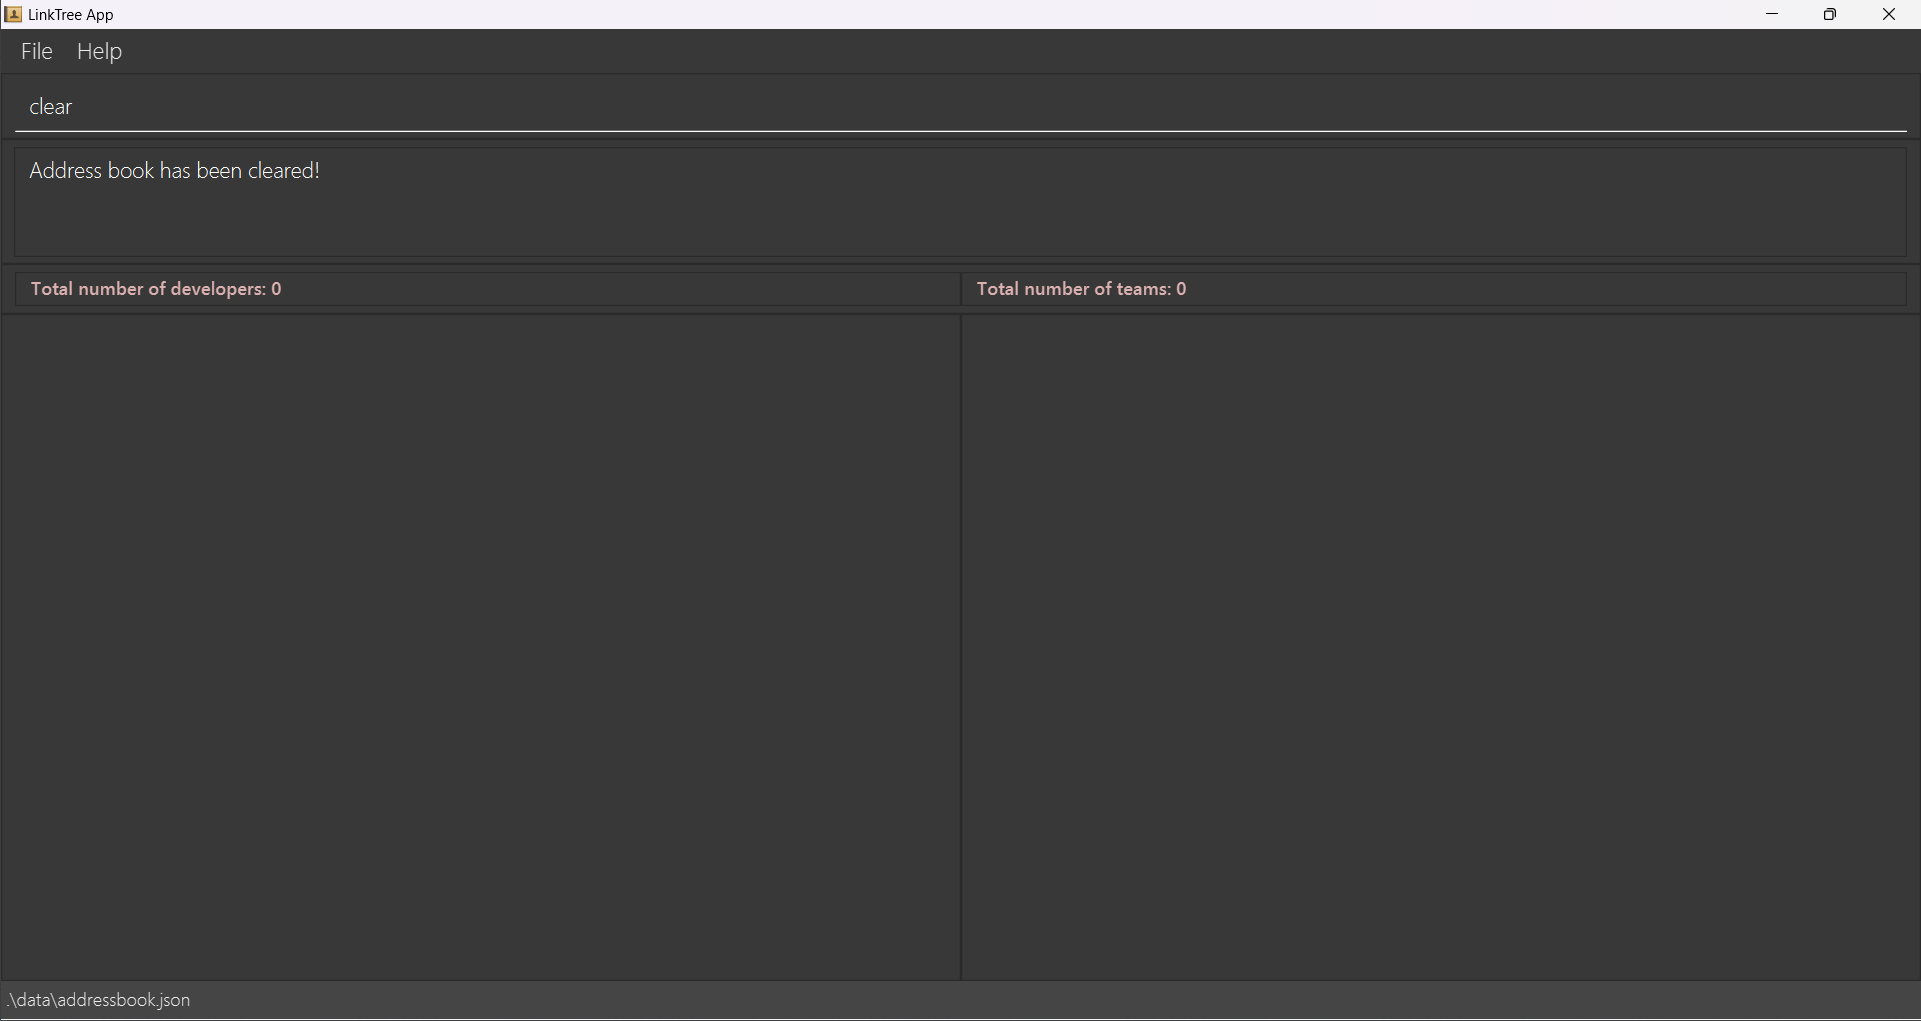 LinkTree App
File Help
clear
Address book has been cleared!
Total number of developers: 0
Total number of teams: 0
.\data\addressbook.json